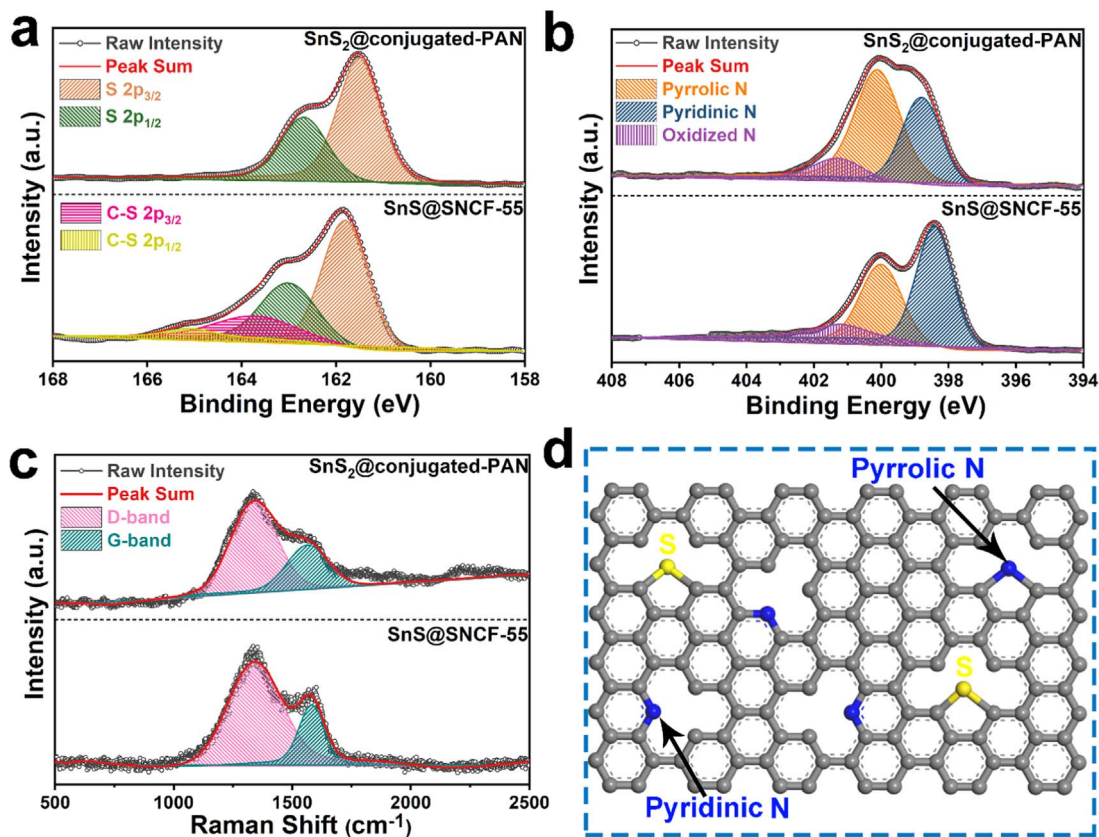 a
SnS2@conjugated-PAN
Raw Intensity
Peak Sum
S 2p3/2
S 2p1/2
SnS@SNCF-55
C-S 2p3/2
C-S 2p1/2
Intensity (a.u.)
168 166 164 162 160 158
Binding Energy (eV)
b
SnS2@conjugated-PAN
Raw Intensity
Peak Sum
Pyrrolic N
Pyridinic N
Oxidized N
SnS@SNCF-55
Intensity (a.u.)
408 406 404 402 400 398 396 394
Binding Energy (eV)
c
SnS2@conjugated-PAN
Raw Intensity
Peak Sum
D-band
G-band
SnS@SNCF-55
Intensity (a.u.)
500 1000 1500 2000 2500
Raman Shift (cm-1)
d
Pyrrolic N
S
S
Pyridinic N